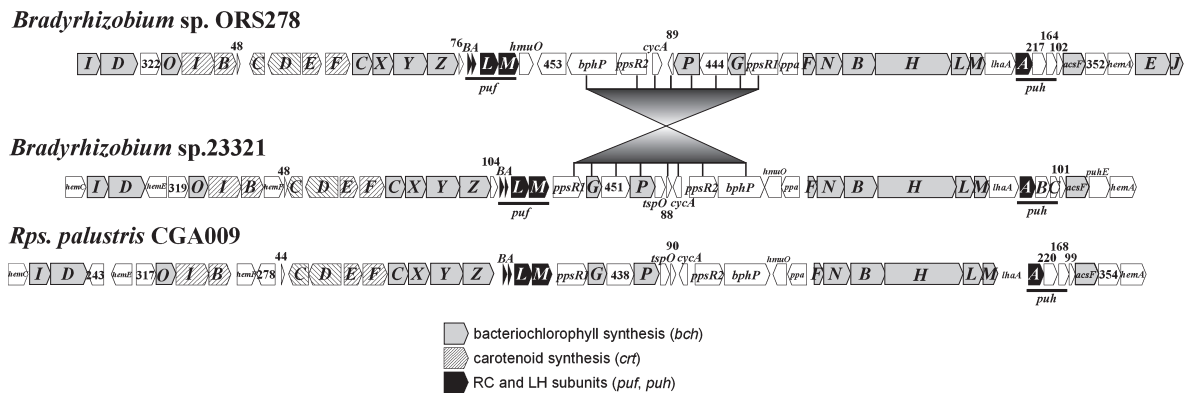 Bradyrhizobium sp. ORS278
I D 322 O I B 48 C D E F C X Y Z 76 BA L M hmuO 453 bphP ppsR2 cycA 89 P 444 G ppsR1 ppa F N B H L M lhaA A 217 164 102 acsF 352 hemA E J
puf puh
Bradyrhizobium sp.23321
hemC I D hemE 319 O I B hemF 48 C D E F C X Y Z 104 BA L M ppsR1 G 451 P tspO 88 cycA ppsR2 bphP hmuO ppa F N B H L M lhaA A B C 101 acsF puhE hemA
puf puh
Rps. palustris CGA009
hemC I D 243 hemE 317 O I B hemF 278 44 C D E F C X Y Z BA L M ppsR1 G 438 P tspO 90 cycA ppsR2 bphP hmuO ppa F N B H L M lhaA A 220 168 99 acsF 354 hemA
puh
bacteriochlorophyll synthesis (bch)
carotenoid synthesis (crt)
RC and LH subunits (puf, puh)